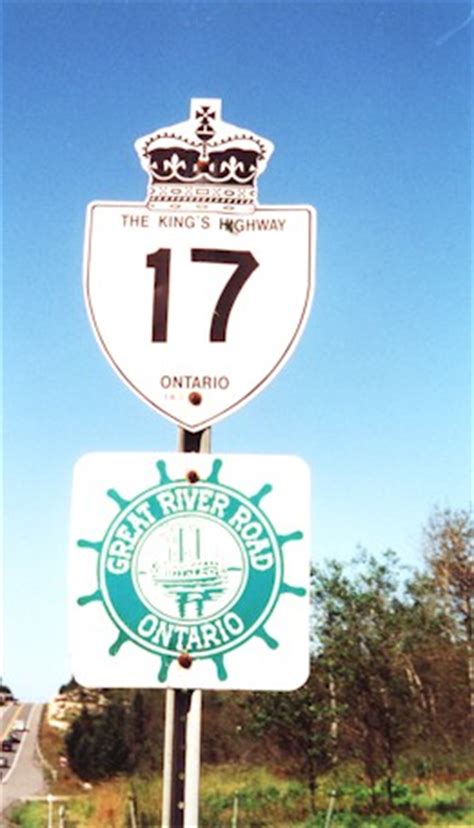 THE KING'S HIGHWAY
17
ONTARIO
GREAT RIVER ROAD
ONTARIO